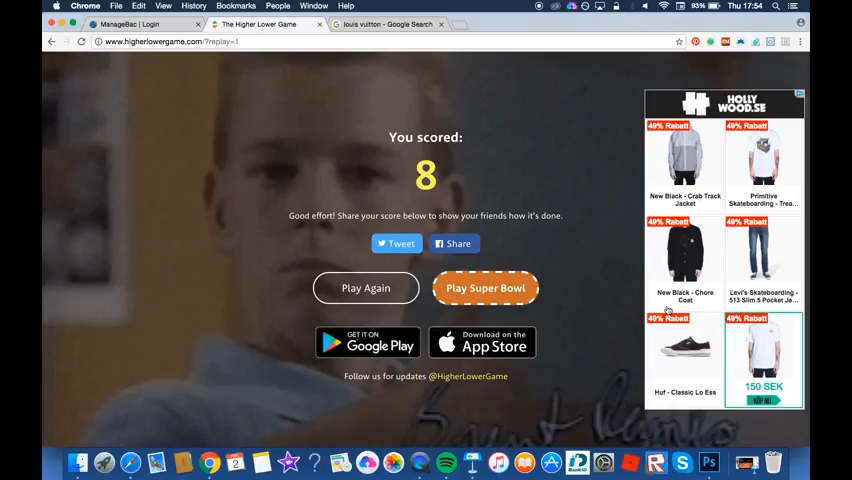 Chrome File Edit View History Bookmarks People Window Help 93% Thu 17:54
ManageBac | Login
The Higher Lower Game
louis vuitton - Google Search
www.higherlowergame.com/?replay=1
HOLLY
WOOD.SE
You scored:
8
Good effort! Share your score below to show your friends how it's done.
Tweet
Share
Play Again
Play Super Bowl
GET IT ON
Google Play
Download on the
App Store
Follow us for updates @HigherLowerGame
49% Rabatt
49% Rabatt
New Black - Crab Track
Jacket
Primitive
Skateboarding - Trea...
49% Rabatt
49% Rabatt
New Black - Chore
Coat
Levi's Skateboarding -
513 Slim 5 Pocket Je...
49% Rabatt
49% Rabatt
Huf - Classic Lo Ess
150 SEK
KÖP NU